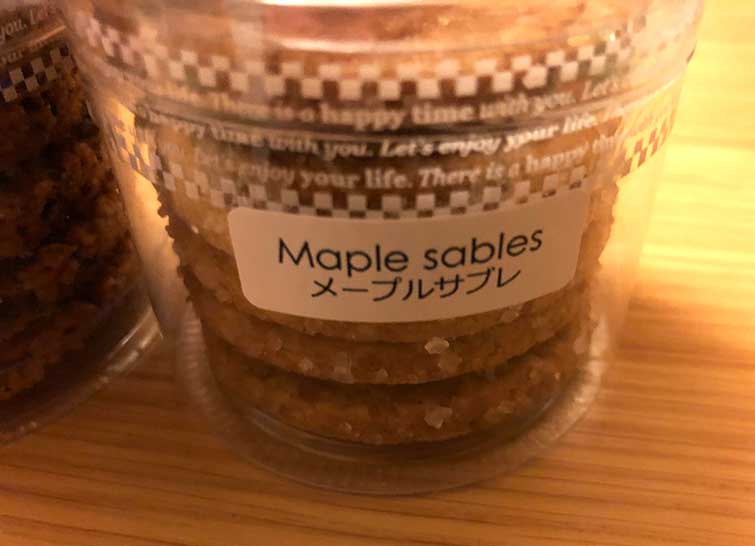 you. Let's
There is a happy time with you. Let's
happy time with you. Let's enjoy your life.
enjoy your life. There is a happy
Maple sables
メープルサブレ